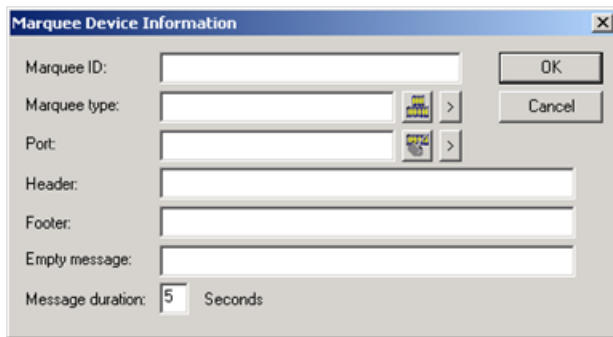 Marquee Device Information
Marquee ID:
OK
Marquee type:
>
Cancel
Port:
>
Header:
Footer:
Empty message:
Message duration: 5 Seconds